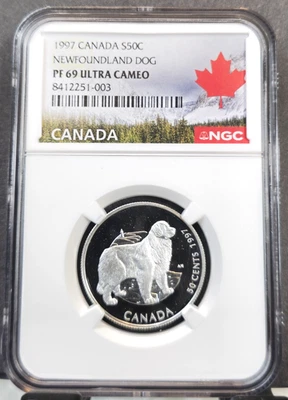 1997 CANADA S50C
NEWFOUNDLAND DOG
PF 69 ULTRA CAMEO
8412251-003
CANADA
NGC
50 CENTS 1997
CANADA